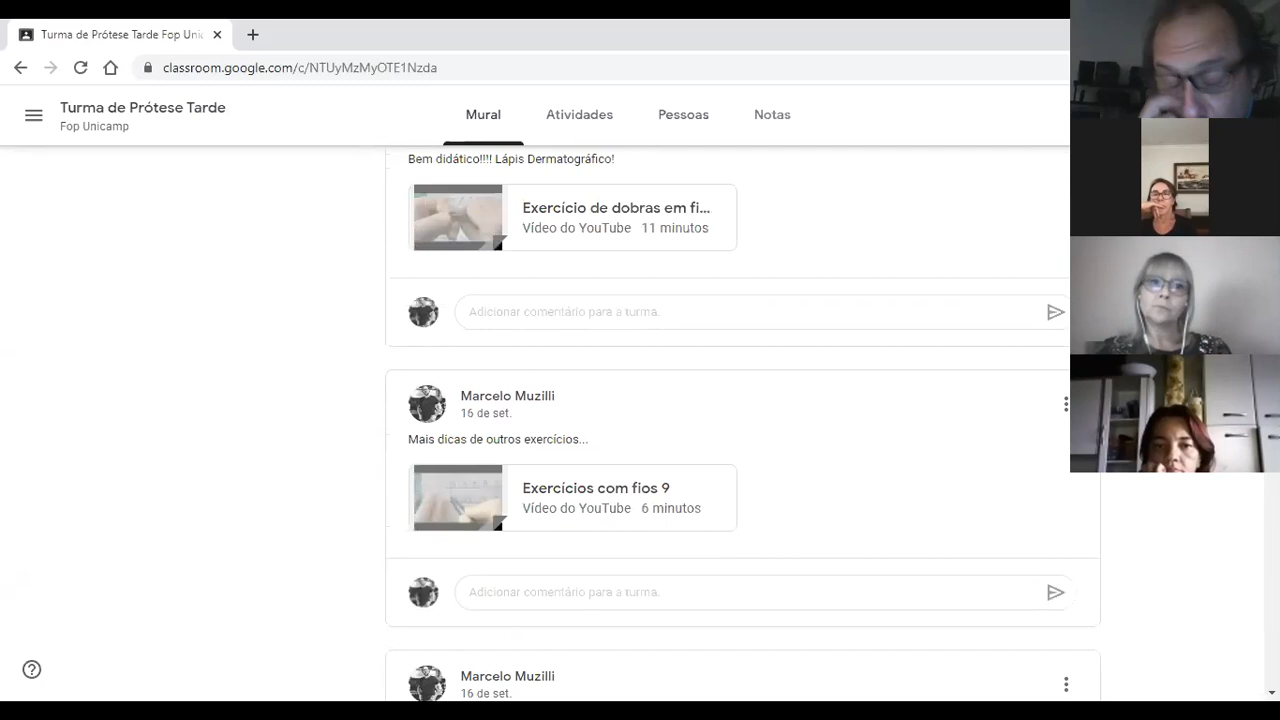 Turma de Prótese Tarde Fop Unic
classroom.google.com/c/NTUyMzMyOTE1Nzda
Turma de Prótese Tarde
Fop Unicamp
Mural Atividades Pessoas Notas
Bem didático!!!! Lápis Dermatográfico!
Exercício de dobras em fi...
Vídeo do YouTube 11 minutos
Adicionar comentário para a turma.
Marcelo Muzilli
16 de set.
Mais dicas de outros exercícios...
Exercícios com fios 9
Vídeo do YouTube 6 minutos
Adicionar comentário para a turma.
Marcelo Muzilli
16 de set.